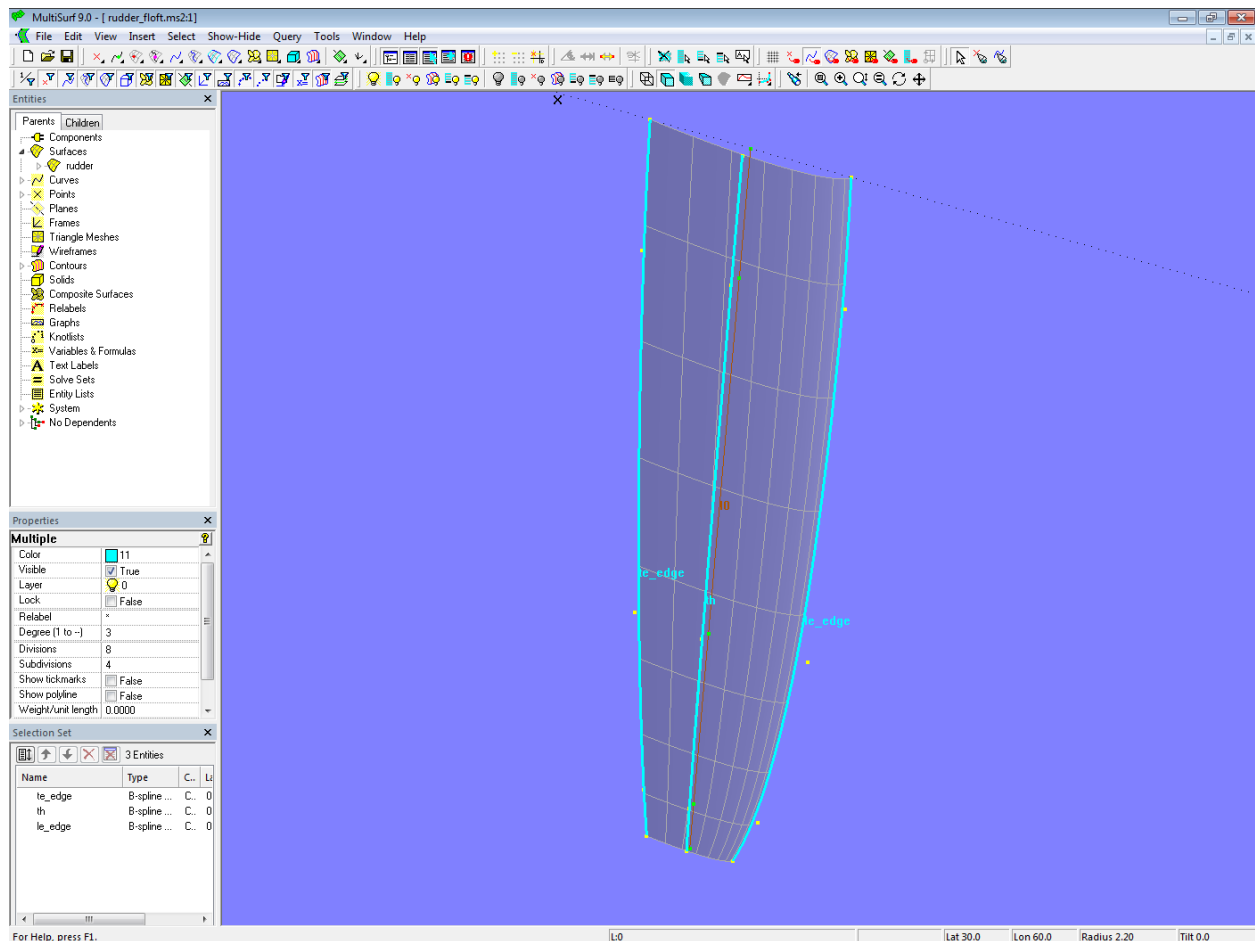 MultiSurf 9.0 - [ rudder_floft.ms2:1]
File Edit View Insert Select Show-Hide Query Tools Window Help
Entities
Parents Children
Components
Surfaces
rudder
Curves
Points
Planes
Frames
Triangle Meshes
Wireframes
Contours
Solids
Composite Surfaces
Relabels
Graphs
Knotlists
Variables & Formulas
Text Labels
Solve Sets
Entity Lists
System
No Dependents
Properties
Multiple
Color 11
Visible True
Layer 0
Lock False
Relabel *
Degree (1 to --) 3
Divisions 8
Subdivisions 4
Show tickmarks False
Show polyline False
Weight/unit length 0.0000
Selection Set
3 Entities
Name Type C.. La
te_edge B-spline ... C.. 0
th B-spline ... C.. 0
le_edge B-spline ... C.. 0
te_edge
th
le_edge
For Help, press F1.
L:0
Lat 30.0 Lon 60.0 Radius 2.20 Tilt 0.0